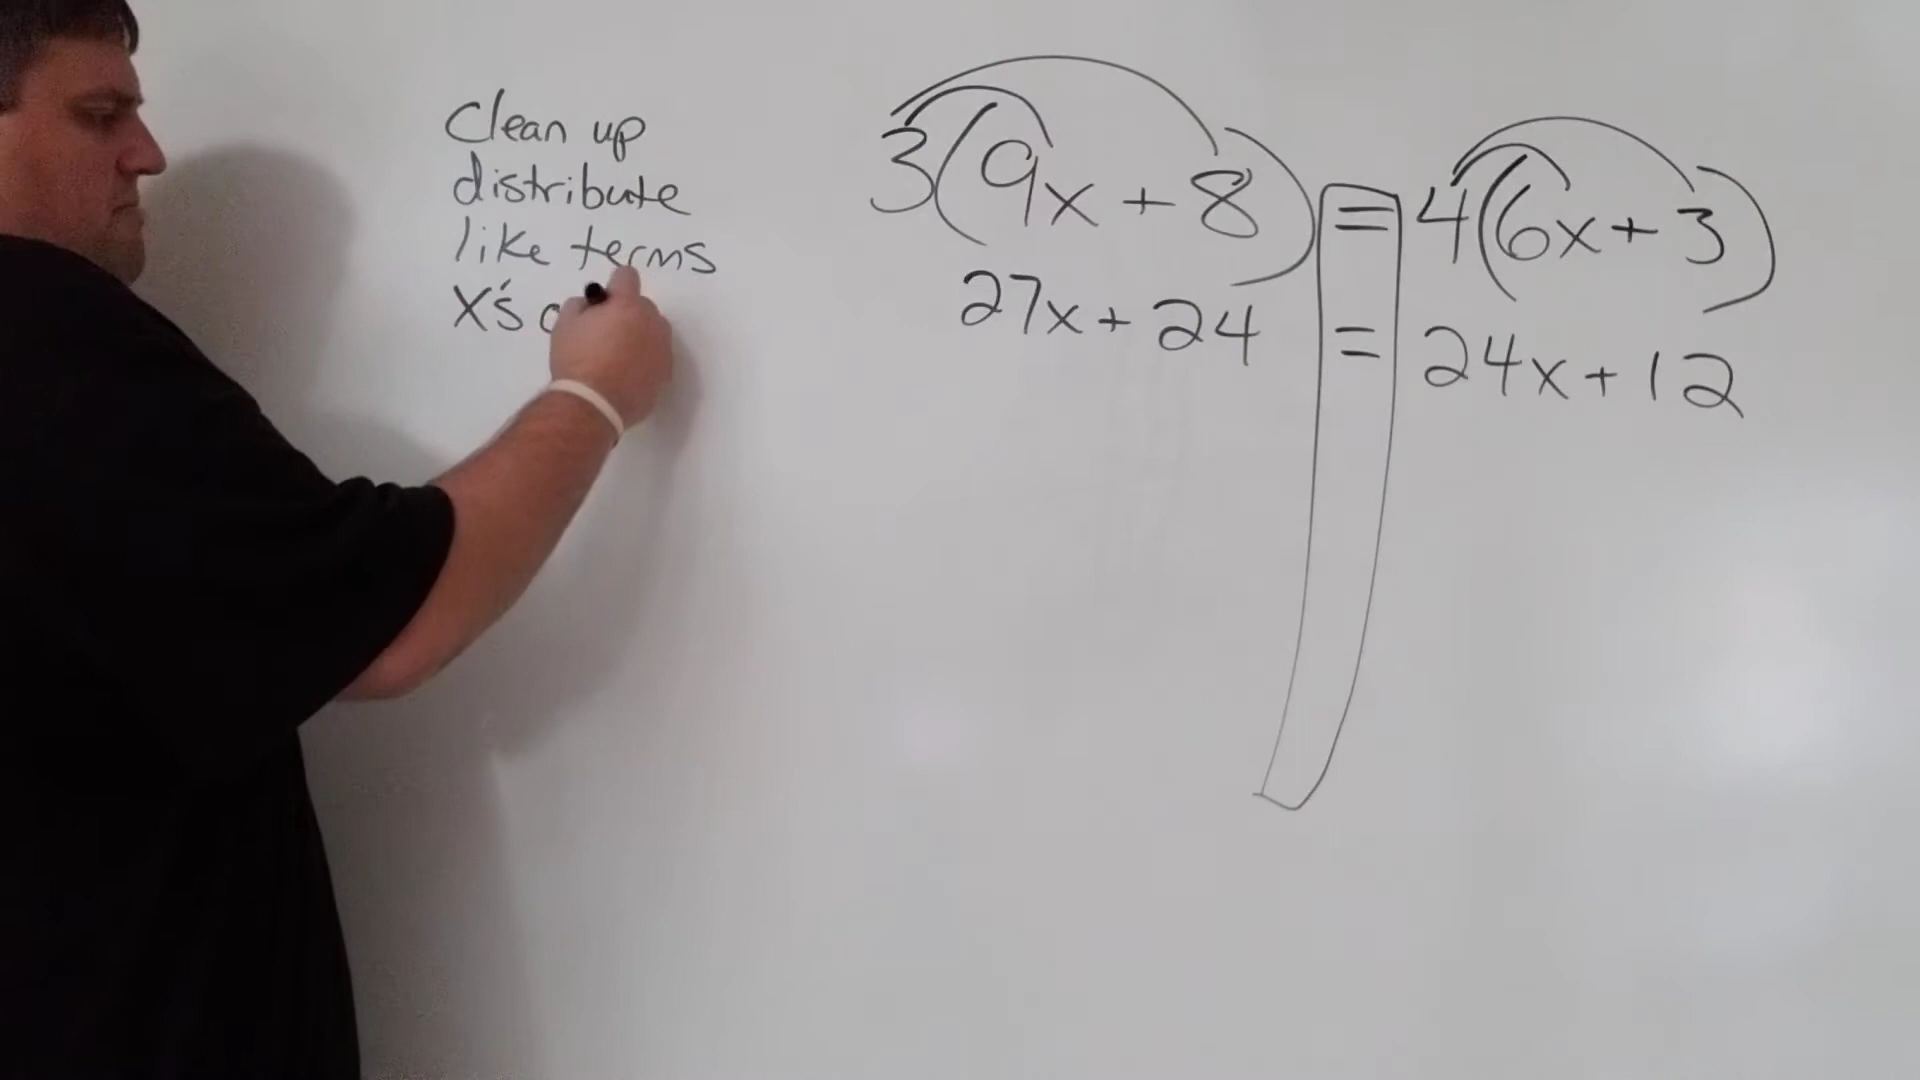 Clean up
distribute
like terms
X's
3(9x + 8) = 4(6x + 3)
27x + 24 = 24x + 12